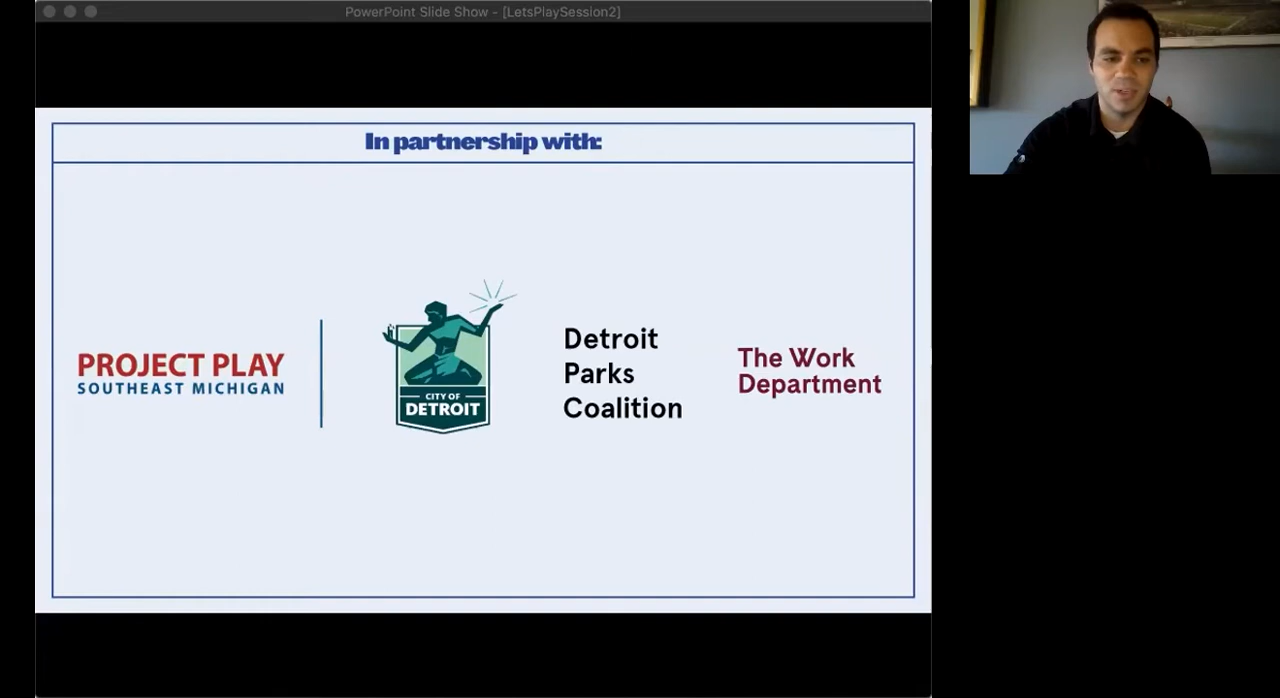 PowerPoint Slide Show - [LetsPlaySession2]
In partnership with:
PROJECT PLAY
SOUTHEAST MICHIGAN
CITY OF
DETROIT
Detroit
Parks
Coalition
The Work
Department